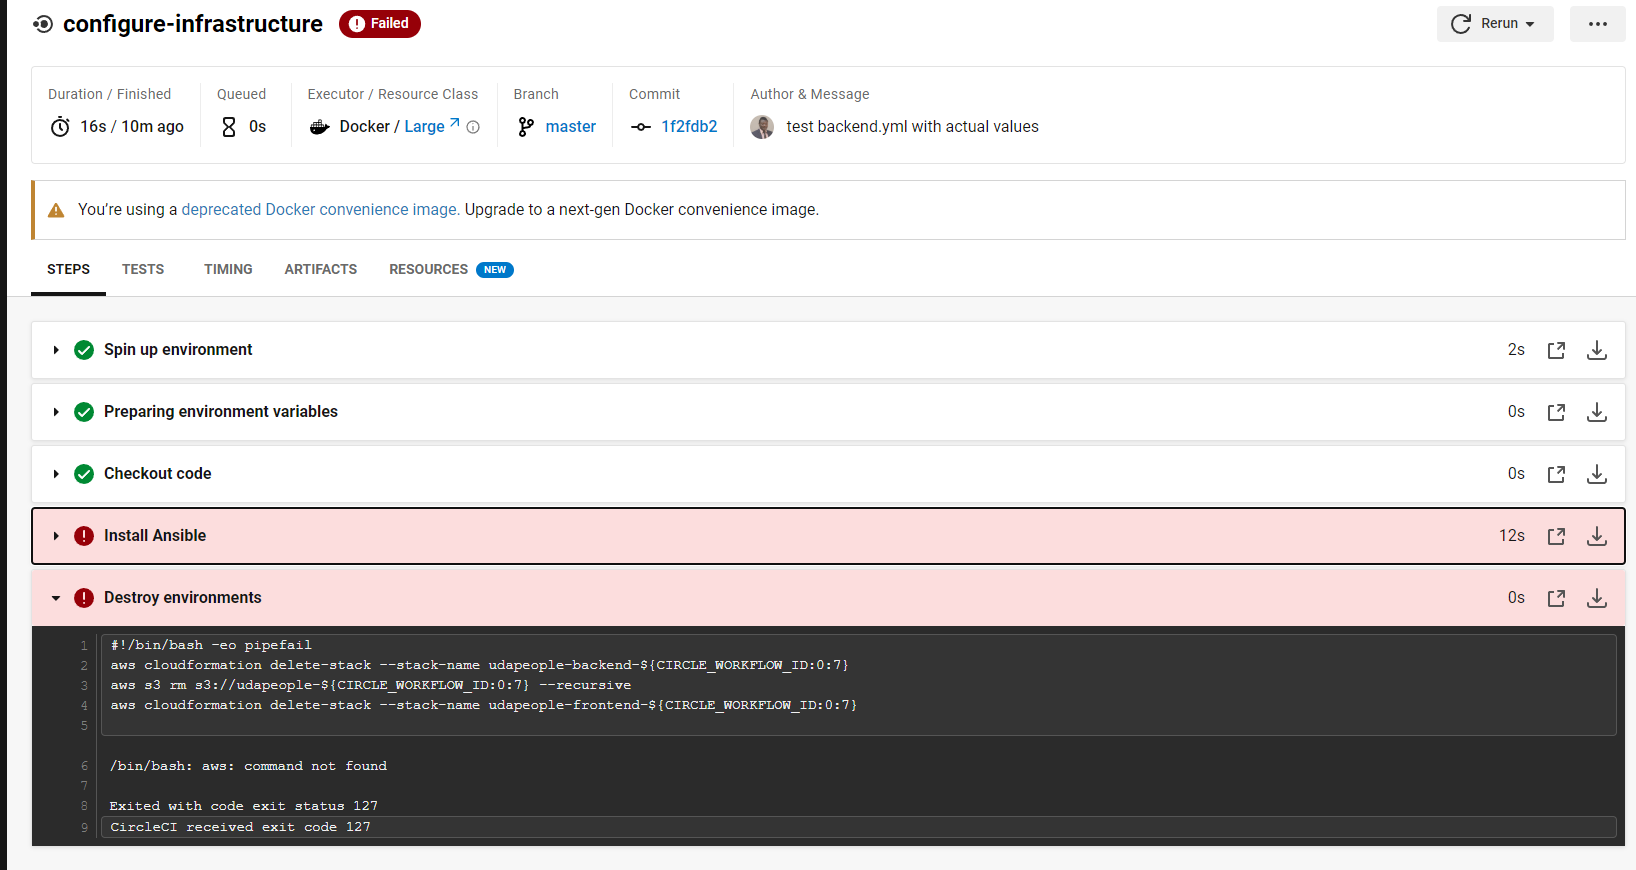 configure-infrastructure
Failed
Rerun
Duration / Finished
Queued
Executor / Resource Class
Branch
Commit
Author & Message
16s / 10m ago
0s
Docker / Large
master
1f2fdb2
test backend.yml with actual values
You're using a deprecated Docker convenience image. Upgrade to a next-gen Docker convenience image.
STEPS
TESTS
TIMING
ARTIFACTS
RESOURCES NEW
Spin up environment 2s
Preparing environment variables 0s
Checkout code 0s
Install Ansible 12s
Destroy environments 0s
1 #!/bin/bash -eo pipefail
2 aws cloudformation delete-stack --stack-name udapeople-backend-${CIRCLE_WORKFLOW_ID:0:7}
3 aws s3 rm s3://udapeople-${CIRCLE_WORKFLOW_ID:0:7} --recursive
4 aws cloudformation delete-stack --stack-name udapeople-frontend-${CIRCLE_WORKFLOW_ID:0:7}
5
6 /bin/bash: aws: command not found
7
8 Exited with code exit status 127
9 CircleCI received exit code 127